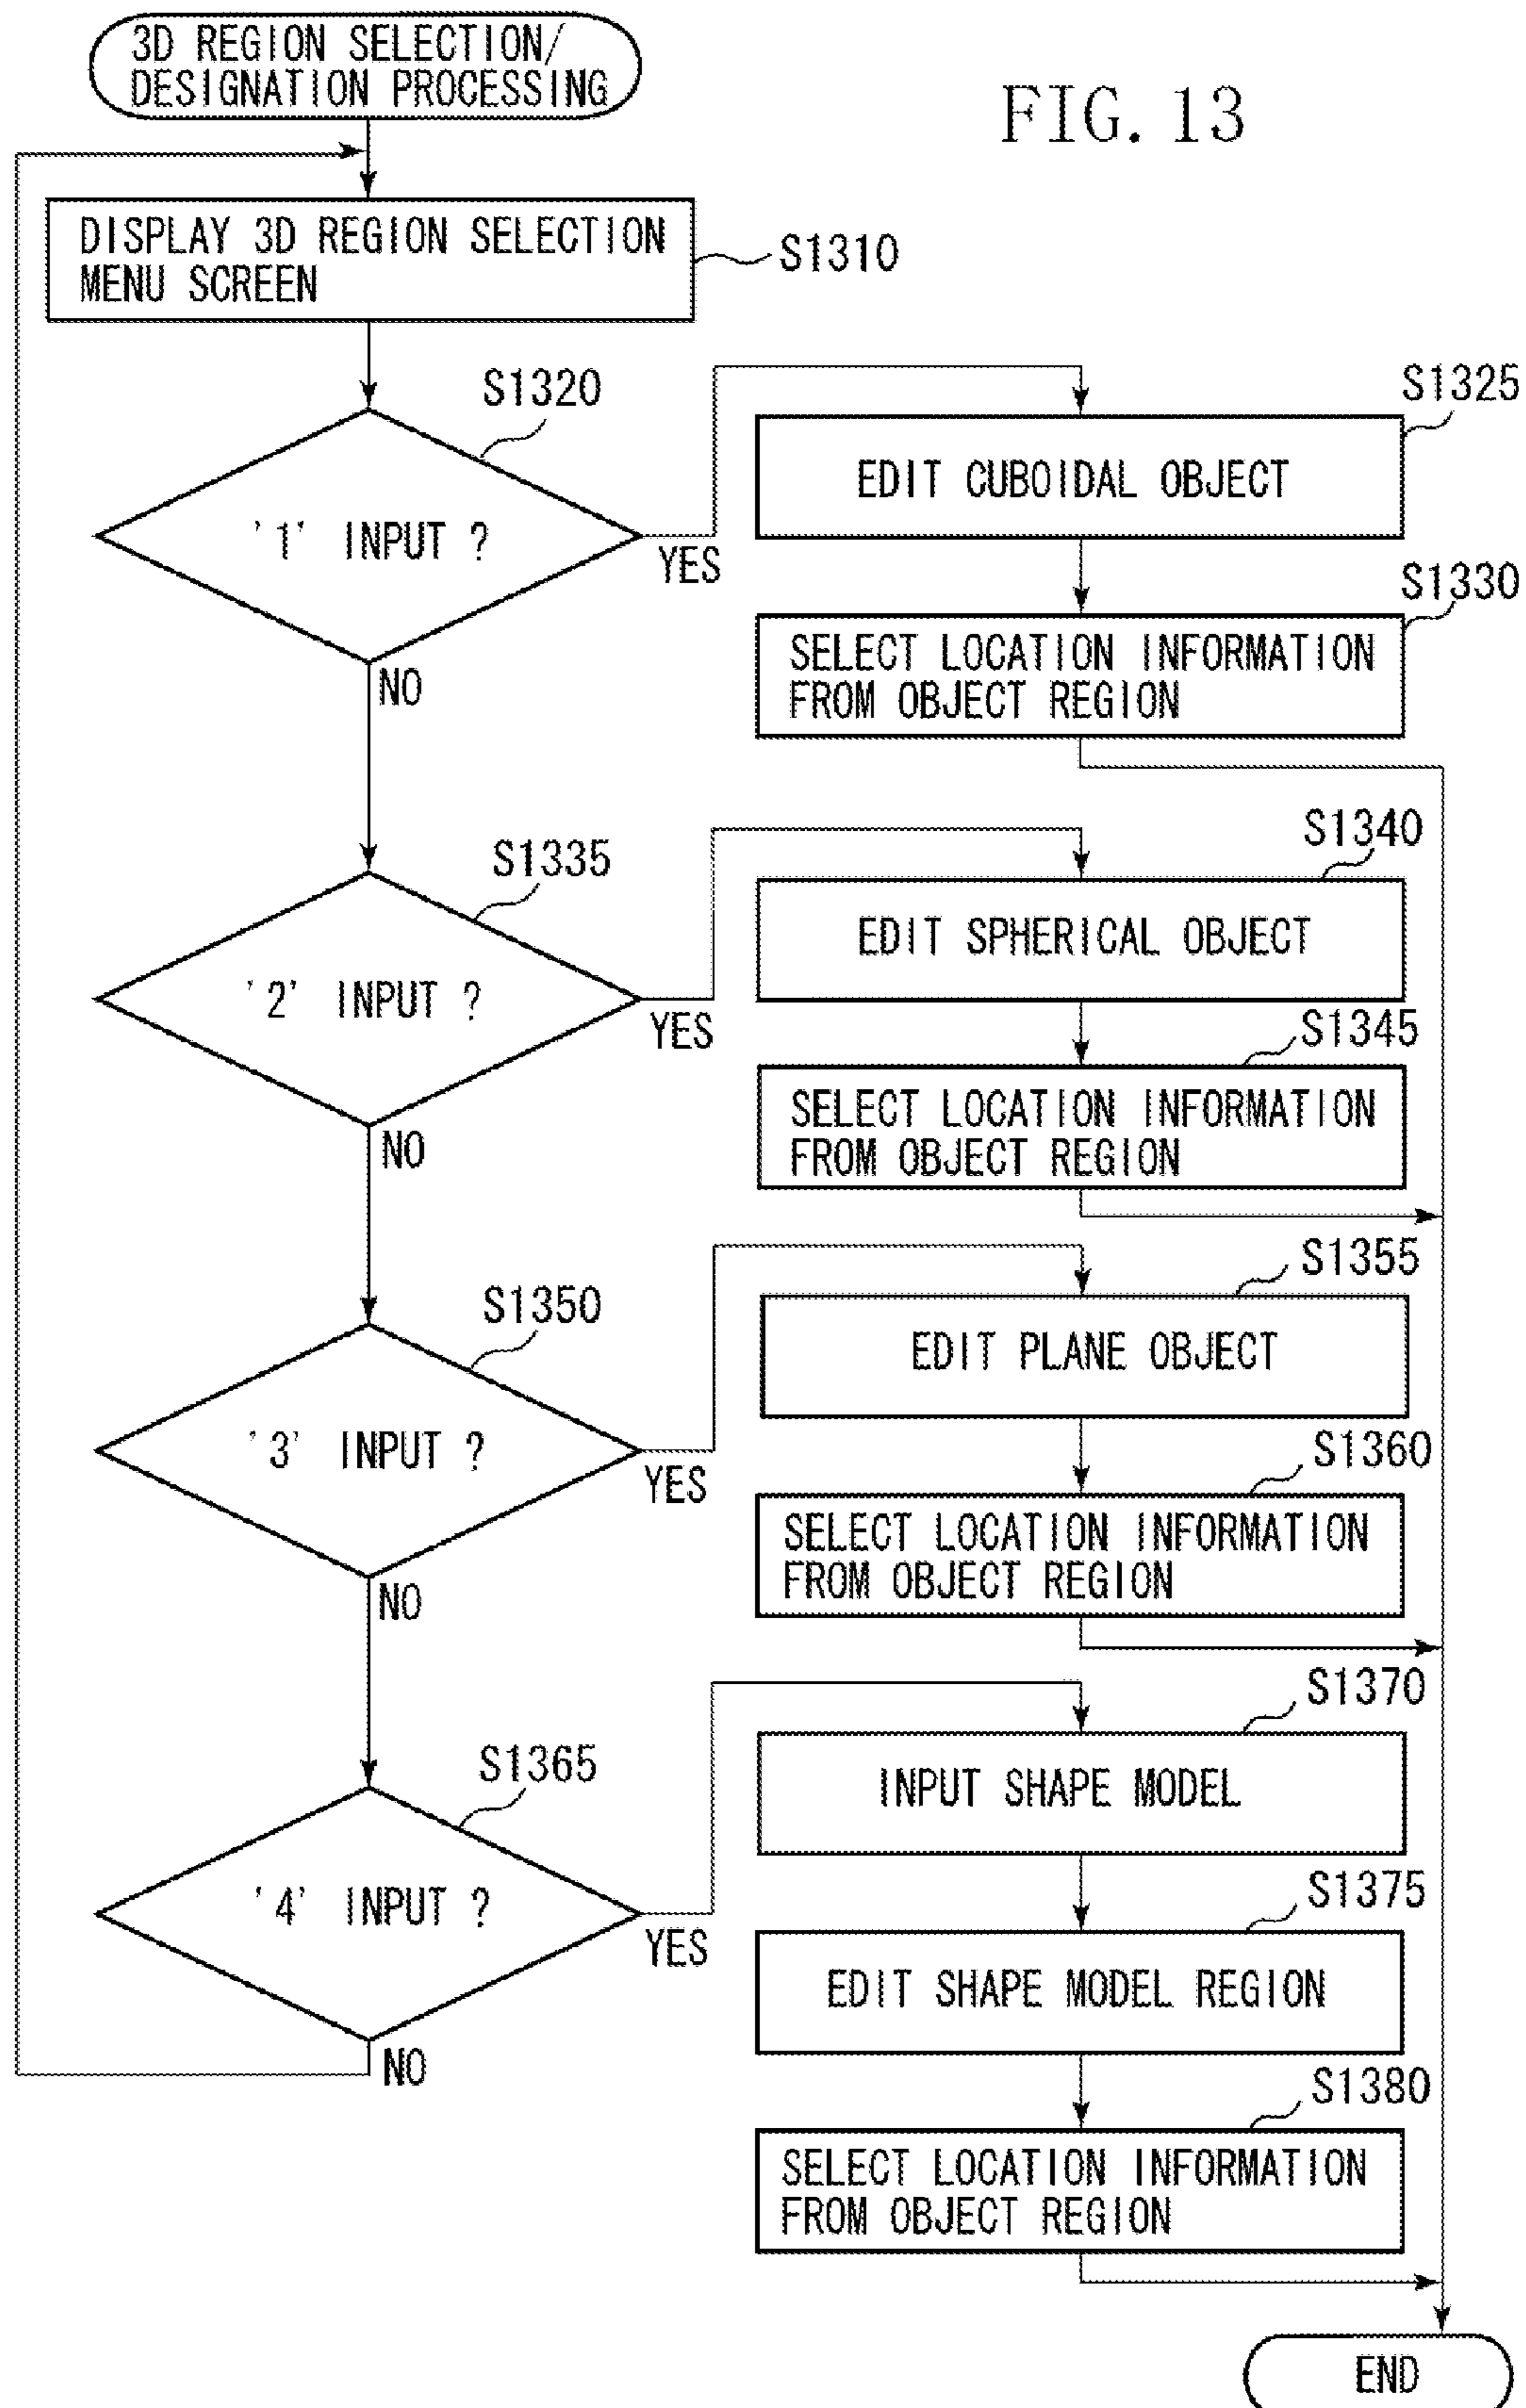 3D REGION SELECTION/
DESIGNATION PROCESSING
FIG. 13
DISPLAY 3D REGION SELECTION
MENU SCREEN
S1310
S1320
'1' INPUT ?
YES
NO
S1325
EDIT CUBOIDAL OBJECT
S1330
SELECT LOCATION INFORMATION
FROM OBJECT REGION
S1335
'2' INPUT ?
YES
NO
S1340
EDIT SPHERICAL OBJECT
S1345
SELECT LOCATION INFORMATION
FROM OBJECT REGION
S1350
'3' INPUT ?
YES
NO
S1355
EDIT PLANE OBJECT
S1360
SELECT LOCATION INFORMATION
FROM OBJECT REGION
S1365
'4' INPUT ?
YES
NO
S1370
INPUT SHAPE MODEL
S1375
EDIT SHAPE MODEL REGION
S1380
SELECT LOCATION INFORMATION
FROM OBJECT REGION
END